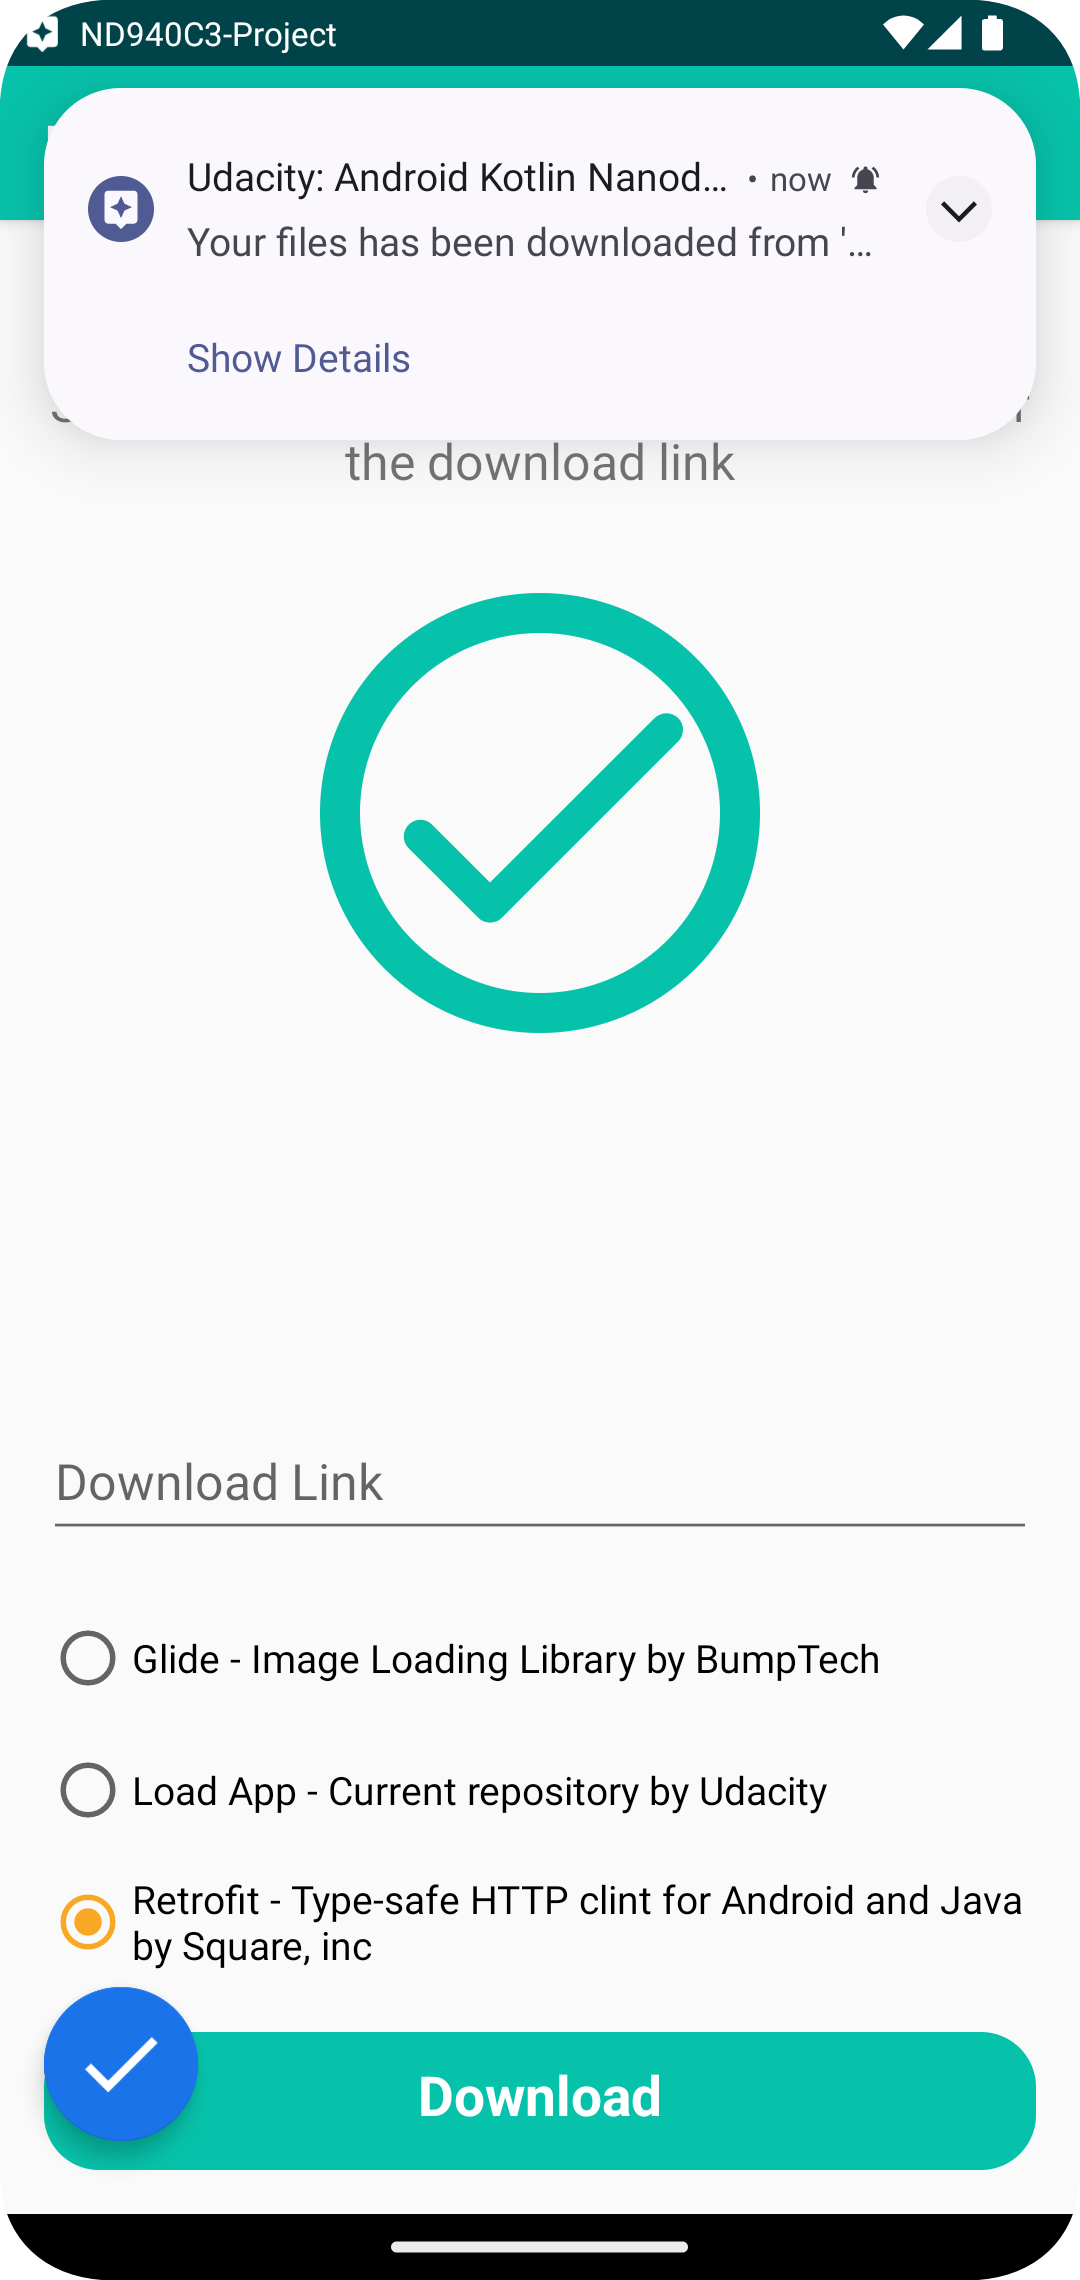 ND940C3-Project
Udacity: Android Kotlin Nanod... • now
Your files has been downloaded from '...
Show Details
the download link
Download Link
Glide - Image Loading Library by BumpTech
Load App - Current repository by Udacity
Retrofit - Type-safe HTTP clint for Android and Java
by Square, inc
Download